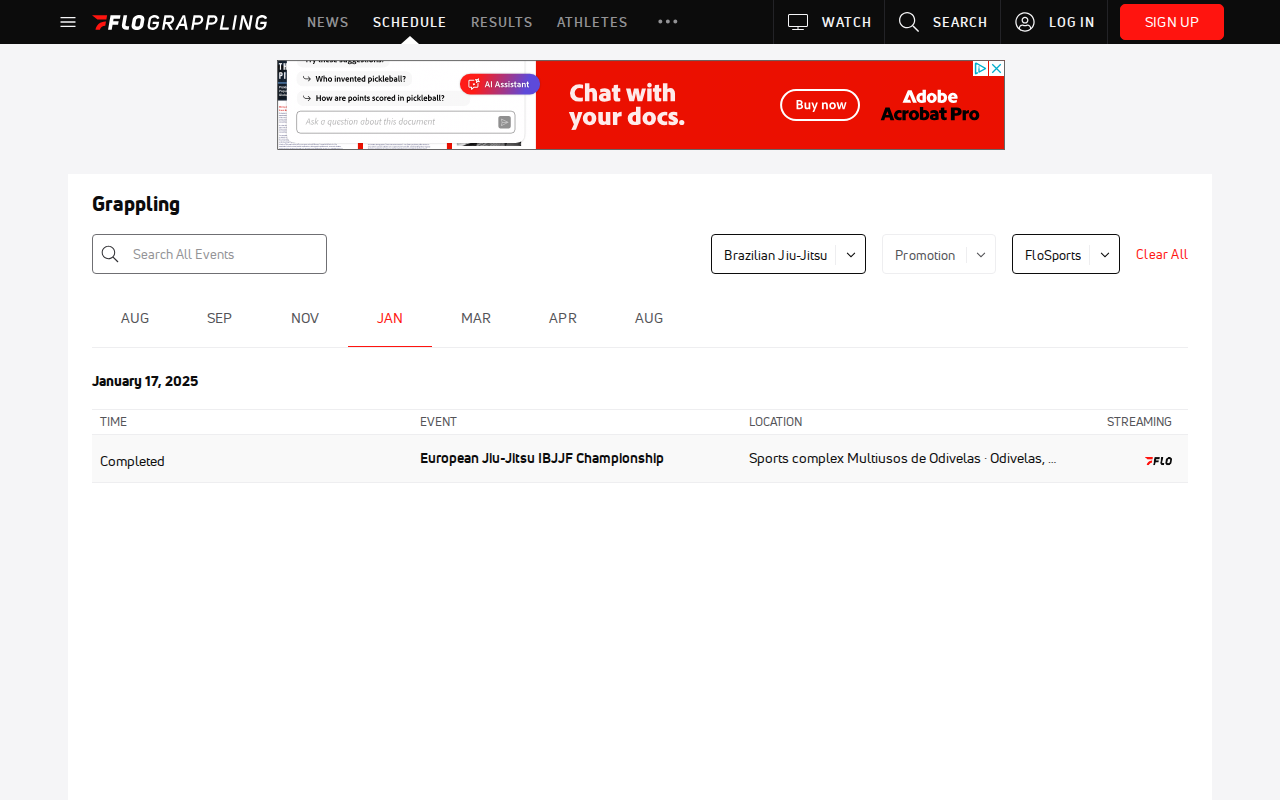 FLOGRAPPLING NEWS SCHEDULE RESULTS ATHLETES WATCH SEARCH LOG IN SIGN UP
Who invented pickleball?
How are points scored in pickleball?
Ask a question about this document
AI Assistant
Chat with
your docs.
Buy now
Adobe
Acrobat Pro
Grappling
Search All Events Brazilian Jiu-Jitsu Promotion FloSports Clear All
AUG SEP NOV JAN MAR APR AUG
January 17, 2025
TIME EVENT LOCATION STREAMING
Completed European Jiu-Jitsu IBJJF Championship Sports complex Multiusos de Odivelas · Odivelas, ... FLO